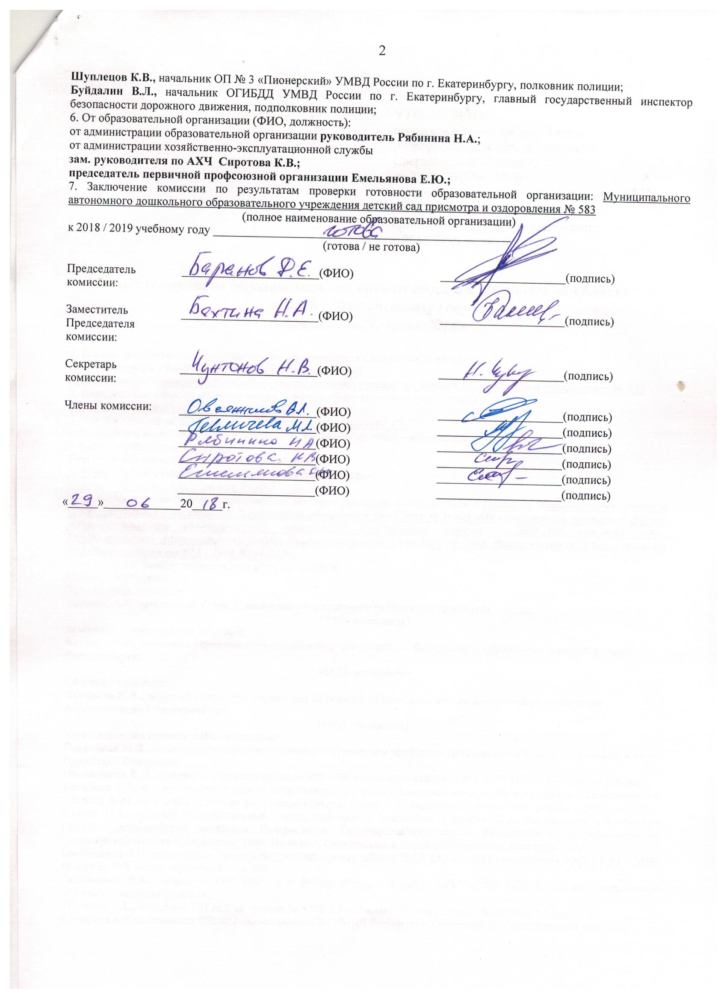 2
Шуплецов К.В., начальник ОП № 3 «Пионерский» УМВД России по г. Екатеринбургу, полковник полиции;
Буйдалин В.Л., начальник ОГИБДД УМВД России по г. Екатеринбургу, главный государственный инспектор
безопасности дорожного движения, подполковник полиции;
6. От образовательной организации (ФИО, должность):
от администрации образовательной организации руководитель Рябинина Н.А.;
от администрации хозяйственно-эксплуатационной службы
зам. руководителя по АХЧ Сиротова К.В.;
председатель первичной профсоюзной организации Емельянова Е.Ю.;
7. Заключение комиссии по результатам проверки готовности образовательной организации: Муниципального
автономного дошкольного образовательного учреждения детский сад присмотра и оздоровления № 583
(полное наименование образовательной организации)
к 2018 / 2019 учебному году готова
(готова / не готова)
Председатель комиссии: Баранов Д.Е. (ФИО) (подпись)
Заместитель Председателя комиссии: Бахтина Н.А. (ФИО) (подпись)
Секретарь комиссии: Чунтонов Н.В. (ФИО) (подпись)
Члены комиссии: Овсянников В.Л. (ФИО) (подпись)
М.Л. (ФИО) (подпись)
Рябинина НА (ФИО) (подпись)
Сиротова КВ (ФИО) (подпись)
Емельянова ЕЮ (ФИО) (подпись)
(ФИО) (подпись)
«29» 06 2018 г.